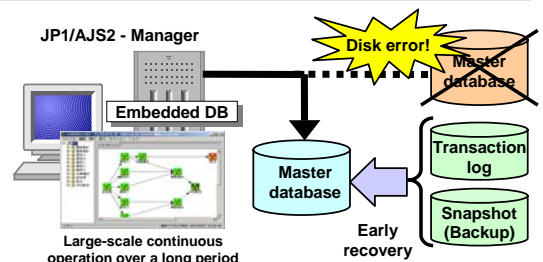 JP1/AJS2 - Manager
Disk error!
Master
database
Embedded DB
Master
database
Transaction
log
Snapshot
(Backup)
Early
recovery
Large-scale continuous
operation over a long period